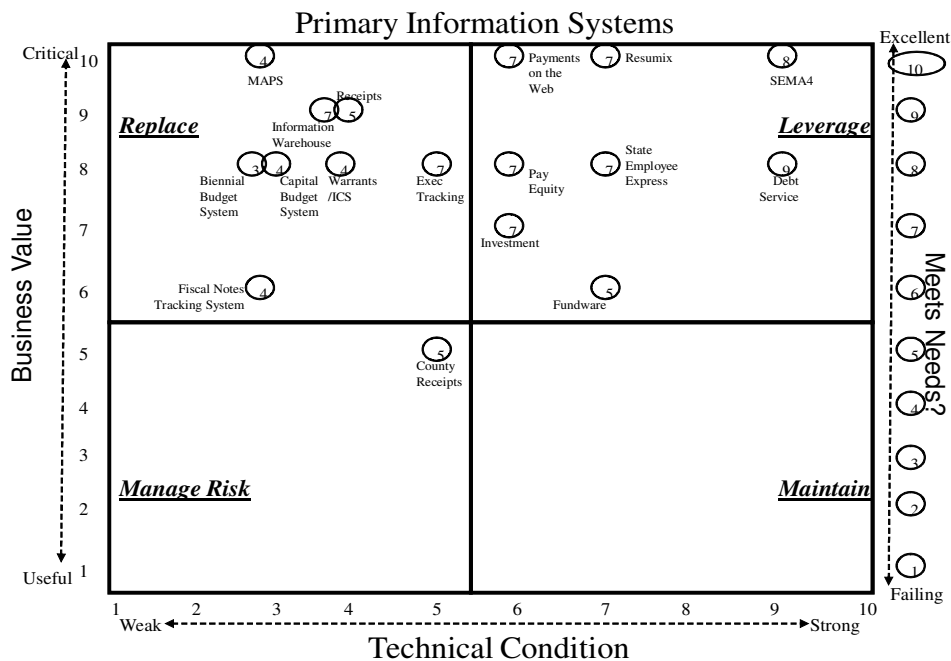 Primary Information Systems
Critical
10
4
MAPS
7
Payments
on the
Web
7
Resumix
8
SEMA4
Excellent
10
9
Replace
Receipts
7
5
Information
Warehouse
Leverage
9
8
3
Biennial
Budget
System
4
Capital
Budget
System
4
Warrants
/ICS
7
Exec
Tracking
7
Pay
Equity
7
State
Employee
Express
9
Debt
Service
8
7
7
Investment
7
6
Fiscal Notes
Tracking System
4
5
Fundware
6
Business Value
Meets Needs?
5
5
County
Receipts
5
4
4
3
3
Manage Risk
Maintain
2
2
Useful
1
1
Failing
1 2 3 4 5 6 7 8 9 10
Weak
Strong
Technical Condition